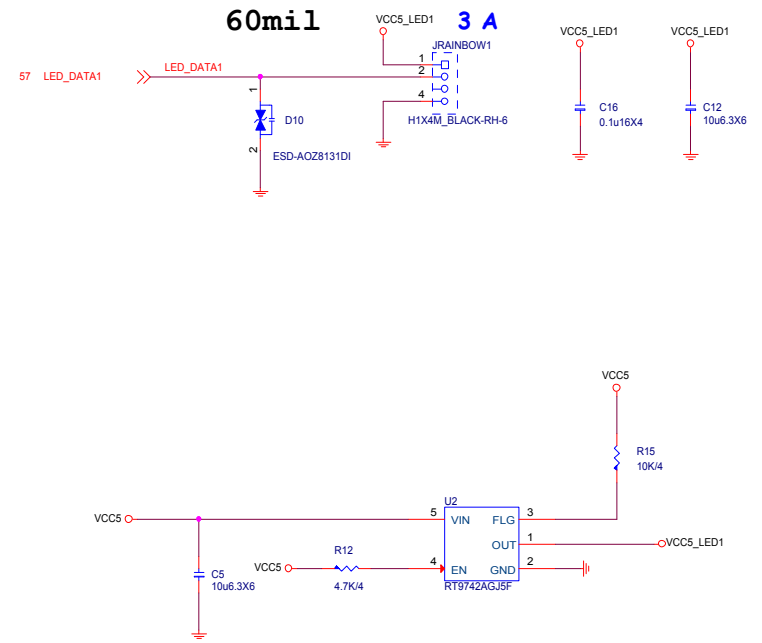 60mil
VCC5_LED1
3 A
VCC5_LED1
VCC5_LED1
JRAINBOW1
57 LED_DATA1
LED_DATA1
1
2
4
H1X4M_BLACK-RH-6
1
2
D10
ESD-AOZ8131DI
C16
0.1u16X4
C12
10u6.3X6
VCC5
R15
10K/4
U2
VCC5
5
VIN
FLG
3
OUT
1
VCC5_LED1
R12
VCC5
4.7K/4
4
EN
GND
2
RT9742AGJ5F
C5
10u6.3X6